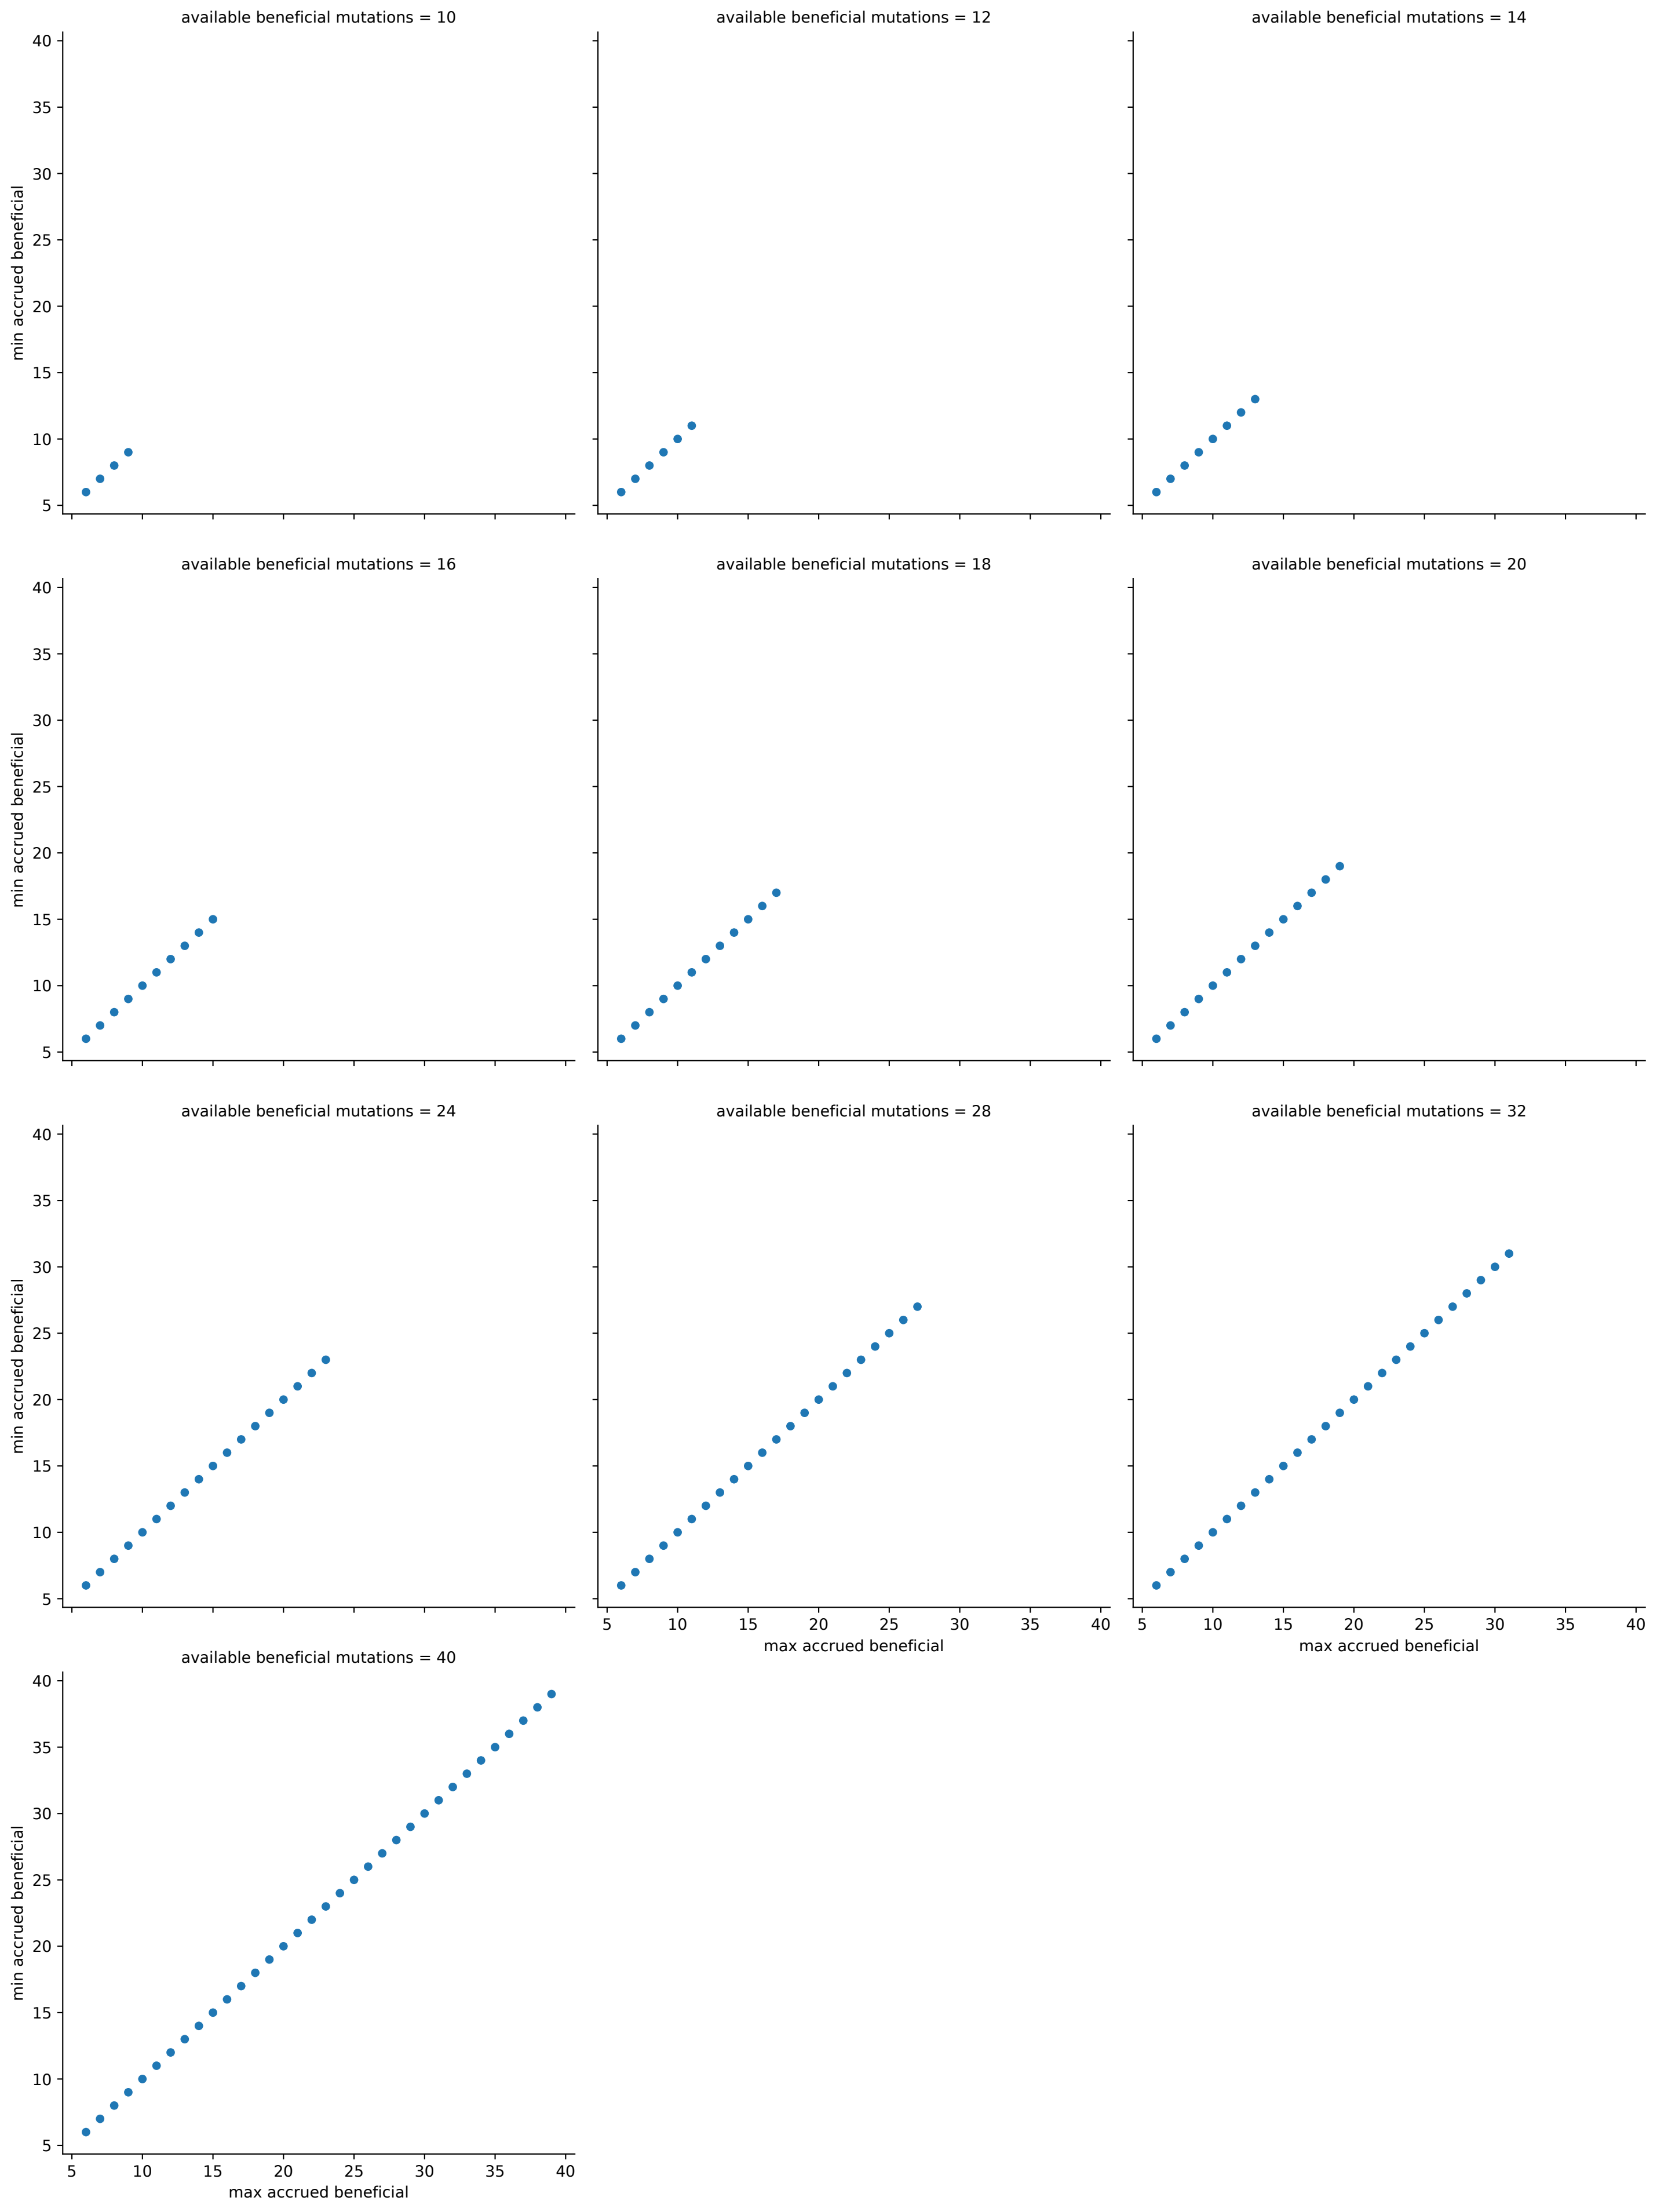 available beneficial mutations = 10
available beneficial mutations = 12
available beneficial mutations = 14
40
35
30
25
20
15
10
5
min accrued beneficial
available beneficial mutations = 16
available beneficial mutations = 18
available beneficial mutations = 20
40
35
30
25
20
15
10
5
min accrued beneficial
available beneficial mutations = 24
available beneficial mutations = 28
available beneficial mutations = 32
40
35
30
25
20
15
10
5
min accrued beneficial
5 10 15 20 25 30 35 40
max accrued beneficial
5 10 15 20 25 30 35 40
max accrued beneficial
available beneficial mutations = 40
40
35
30
25
20
15
10
5
min accrued beneficial
5 10 15 20 25 30 35 40
max accrued beneficial